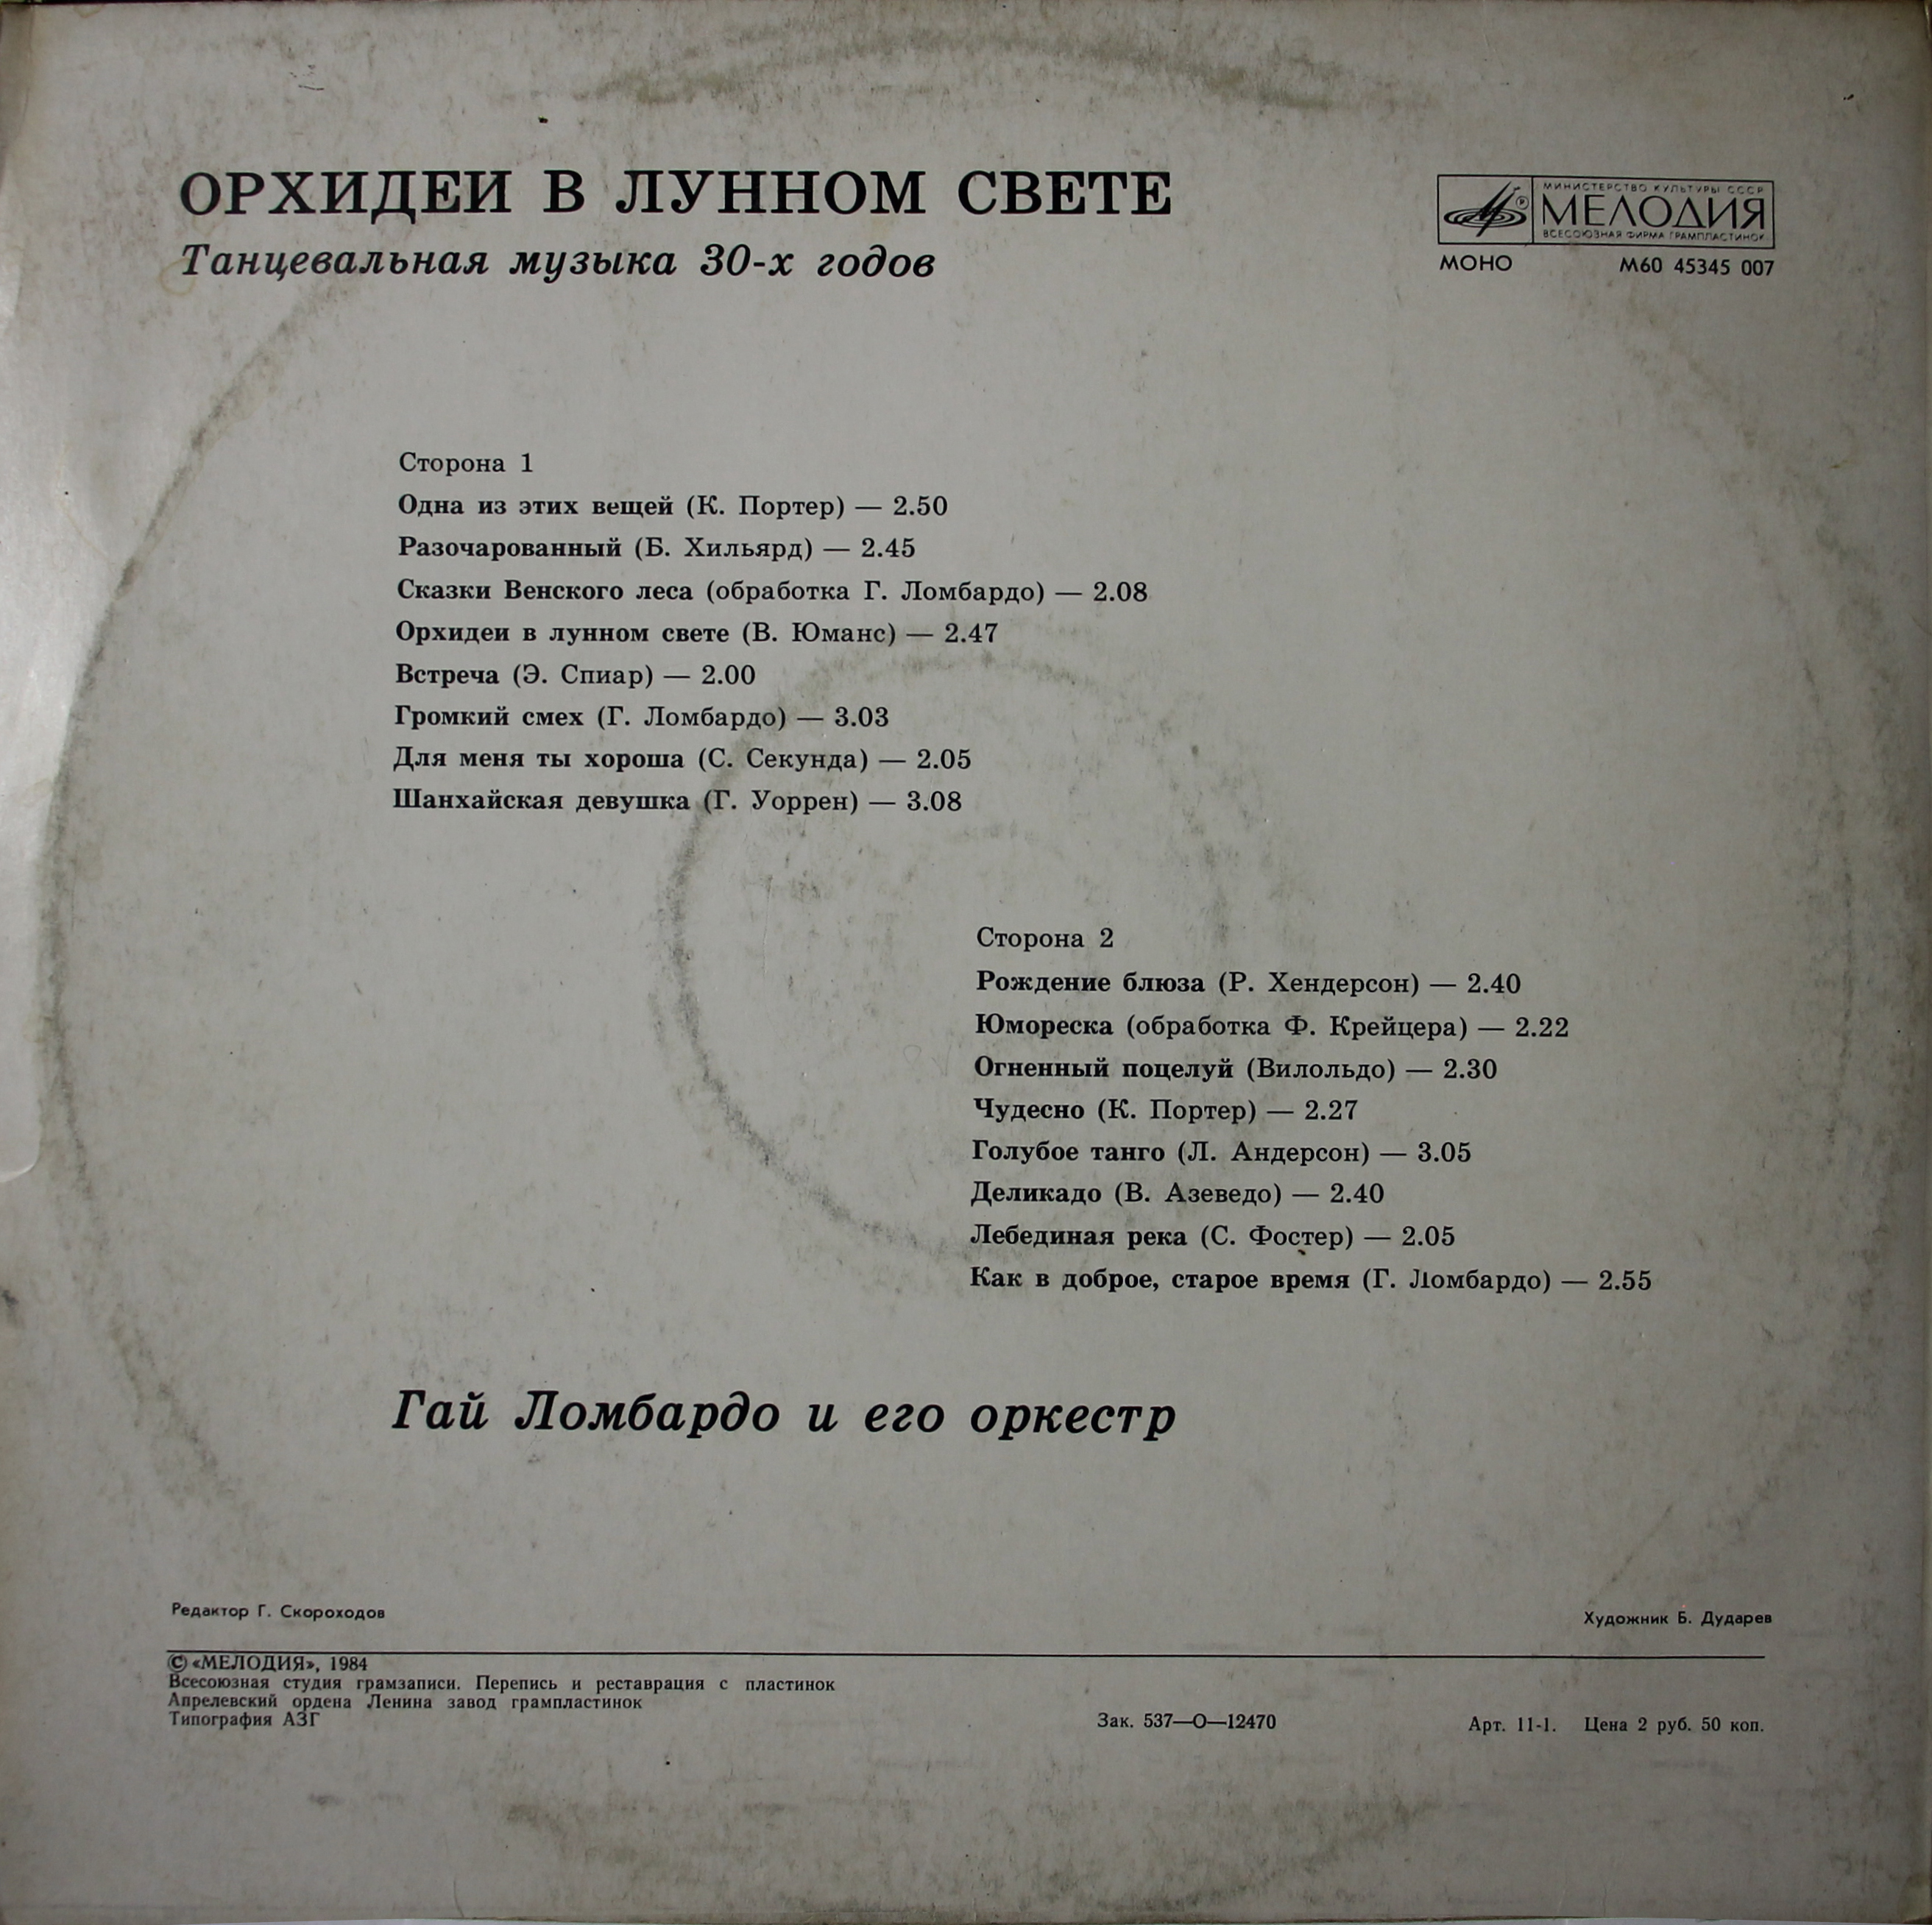 ОРХИДЕИ В ЛУННОМ СВЕТЕ
Танцевальная музыка 30-х годов
МИНИСТЕРСТВО КУЛЬТУРЫ СССР
МЕЛОДИЯ
ВСЕСОЮЗНАЯ ФИРМА ГРАМПЛАСТИНОК
МОНО М60 45345 007
Сторона 1
Одна из этих вещей (К. Портер) — 2.50
Разочарованный (Б. Хильярд) — 2.45
Сказки Венского леса (обработка Г. Ломбардо) — 2.08
Орхидеи в лунном свете (В. Юманс) — 2.47
Встреча (Э. Спиар) — 2.00
Громкий смех (Г. Ломбардо) — 3.03
Для меня ты хороша (С. Секунда) — 2.05
Шанхайская девушка (Г. Уоррен) — 3.08
Сторона 2
Рождение блюза (Р. Хендерсон) — 2.40
Юмореска (обработка Ф. Крейцера) — 2.22
Огненный поцелуй (Вилольдо) — 2.30
Чудесно (К. Портер) — 2.27
Голубое танго (Л. Андерсон) — 3.05
Деликадо (В. Азеведо) — 2.40
Лебединая река (С. Фостер) — 2.05
Как в доброе, старое время (Г. Ломбардо) — 2.55
Гай Ломбардо и его оркестр
Редактор Г. Скороходов
Художник Б. Дударев
© «МЕЛОДИЯ», 1984
Всесоюзная студия грамзаписи. Перепись и реставрация с пластинок
Апрелевский ордена Ленина завод грампластинок
Типография АЗГ
Зак. 537—О—12470
Арт. 11-1. Цена 2 руб. 50 коп.